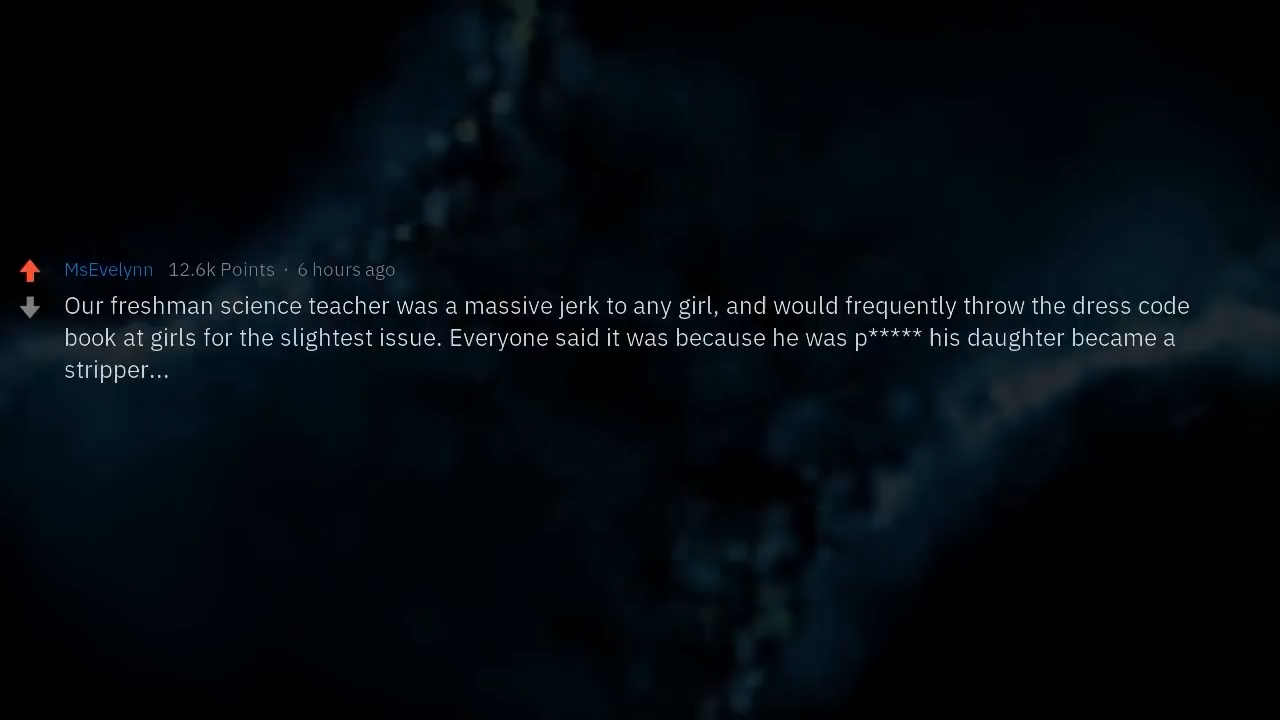 MsEvelynn 12.6k Points · 6 hours ago
Our freshman science teacher was a massive jerk to any girl, and would frequently throw the dress code
book at girls for the slightest issue. Everyone said it was because he was p***** his daughter became a
stripper...